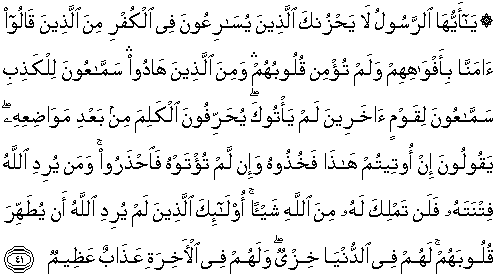 ۞ يَـٰٓأَيُّهَا ٱلرَّسُولُ لَا يَحْزُنكَ ٱلَّذِينَ يُسَـٰرِعُونَ فِى ٱلْكُفْرِ مِنَ ٱلَّذِينَ قَالُوٓا۟
ءَامَنَّا بِأَفْوَٰهِهِمْ وَلَمْ تُؤْمِن قُلُوبُهُمْ ۛ وَمِنَ ٱلَّذِينَ هَادُوا۟ ۛ سَمَّـٰعُونَ لِلْكَذِبِ
سَمَّـٰعُونَ لِقَوْمٍ ءَاخَرِينَ لَمْ يَأْتُوكَ ۖ يُحَرِّفُونَ ٱلْكَلِمَ مِنۢ بَعْدِ مَوَاضِعِهِۦ ۖ
يَقُولُونَ إِنْ أُوتِيتُمْ هَـٰذَا فَخُذُوهُ وَإِن لَّمْ تُؤْتَوْهُ فَٱحْذَرُوا۟ ۚ وَمَن يُرِدِ ٱللَّهُ
فِتْنَتَهُۥ فَلَن تَمْلِكَ لَهُۥ مِنَ ٱللَّهِ شَيْـًٔا ۚ أُو۟لَـٰٓئِكَ ٱلَّذِينَ لَمْ يُرِدِ ٱللَّهُ أَن يُطَهِّرَ
قُلُوبَهُمْ ۚ لَهُمْ فِى ٱلدُّنْيَا خِزْىٌ ۖ وَلَهُمْ فِى ٱلْـَٔاخِرَةِ عَذَابٌ عَظِيمٌ ٤١